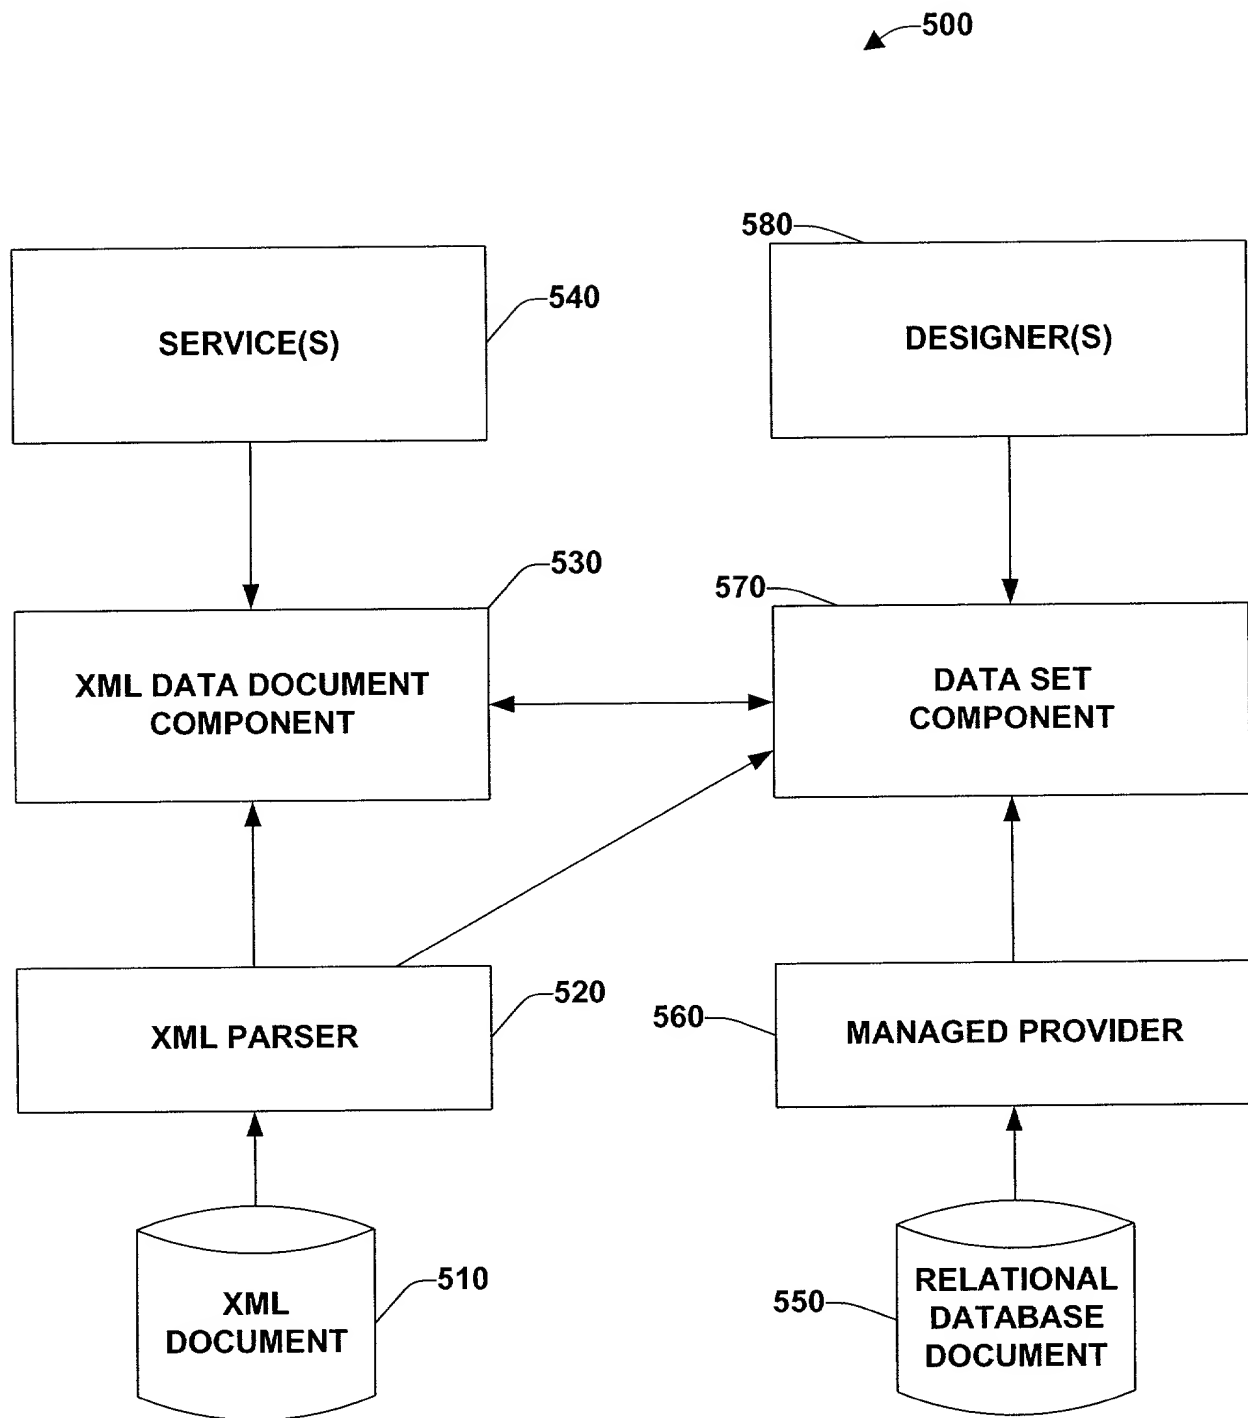 500
580
540
SERVICE(S)
DESIGNER(S)
530
570
XML DATA DOCUMENT
COMPONENT
DATA SET
COMPONENT
520
560
XML PARSER
MANAGED PROVIDER
510
XML
DOCUMENT
550
RELATIONAL
DATABASE
DOCUMENT